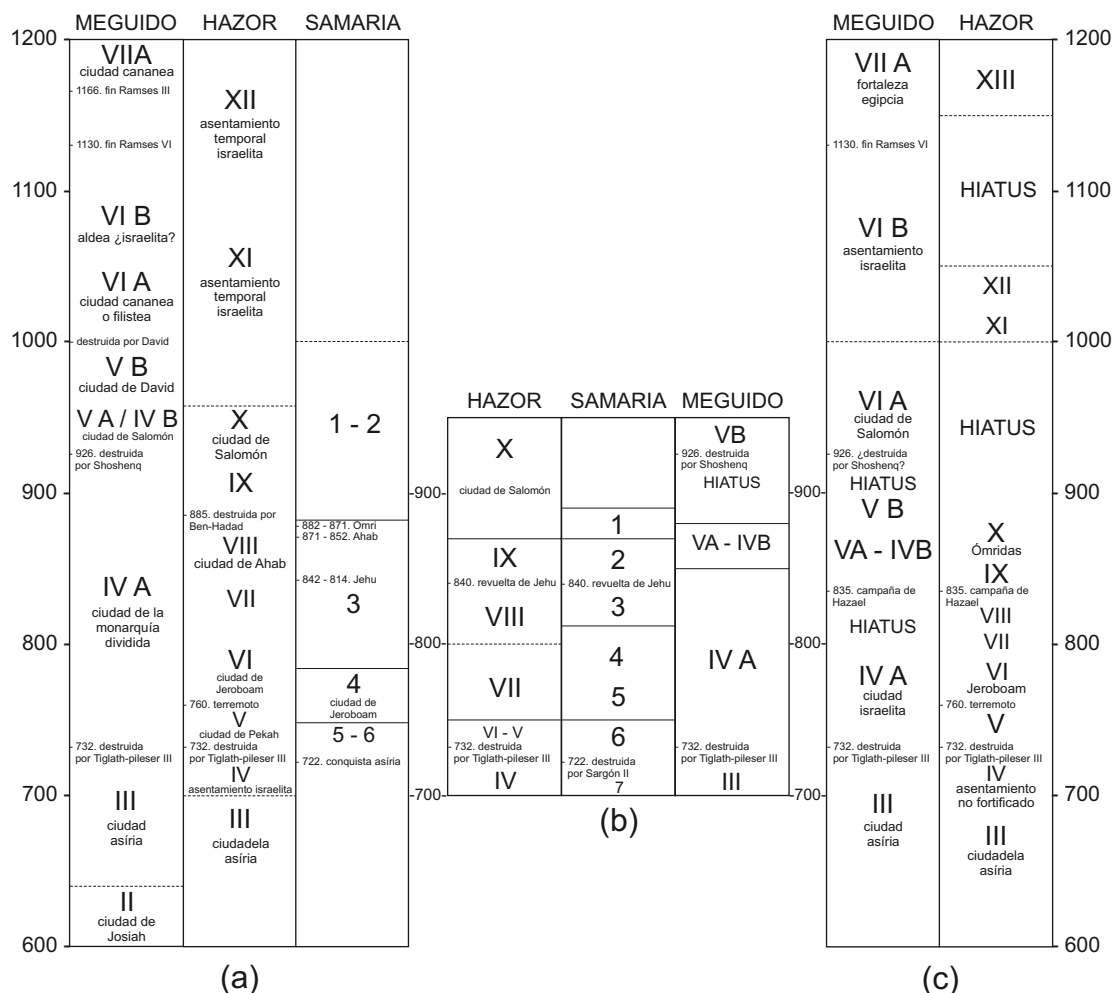 MEGUIDO HAZOR SAMARIA
1200
VIIA
ciudad cananea
1166. fin Ramses III
1130. fin Ramses VI
1100
VI B
aldea ¿israelita?
VI A
ciudad cananea
o filistea
1000
destruida por David
V B
ciudad de David
V A / IV B
ciudad de Salomón
926. destruida
por Shoshenq
900
IV A
ciudad de la
monarquía
dividida
800
732. destruida
por Tiglath-pileser III
700
III
ciudad
asíria
II
ciudad de
Josiah
600
XII
asentamiento
temporal
israelita
XI
asentamiento
temporal
israelita
X
ciudad de
Salomón
IX
885. destruida por
Ben-Hadad
VIII
ciudad de Ahab
VII
VI
ciudad de
Jeroboam
760. terremoto
V
ciudad de Pekah
732. destruida
por Tiglath-pileser III
IV
asentamiento israelita
III
ciudadela
asíria
1 - 2
882 - 871. Omri
871 - 852. Ahab
842 - 814. Jehu
3
4
ciudad de
Jeroboam
5 - 6
722. conquista asíria
(a)
HAZOR SAMARIA MEGUIDO
900
800
700
X
ciudad de Salomón
IX
840. revuelta de Jehu
VIII
VII
VI - V
732. destruida
por Tiglath-pileser III
IV
1
2
840. revuelta de Jehu
3
4
5
6
722. destruida
por Sargón II
7
VB
926. destruida
por Shoshenq
HIATUS
VA - IVB
IV A
732. destruida
por Tiglath-pileser III
III
(b)
MEGUIDO HAZOR
VII A
fortaleza
egipcia
1130. fin Ramses VI
VI B
asentamiento
israelita
VI A
ciudad de
Salomón
926. ¿destruida
por Shoshenq?
900
HIATUS
V B
VA - IVB
835. campaña de
Hazael
800
HIATUS
IV A
ciudad
israelita
732. destruida
por Tiglath-pileser III
700
III
ciudad
asíria
XIII
HIATUS
XII
XI
HIATUS
X
Ómridas
IX
835. campaña de
Hazael
VIII
VII
VI
Jeroboam
760. terremoto
V
732. destruida
por Tiglath-pileser III
IV
asentamiento
no fortificado
III
ciudadela
asíria
1200
1100
1000
900
800
700
600
(c)